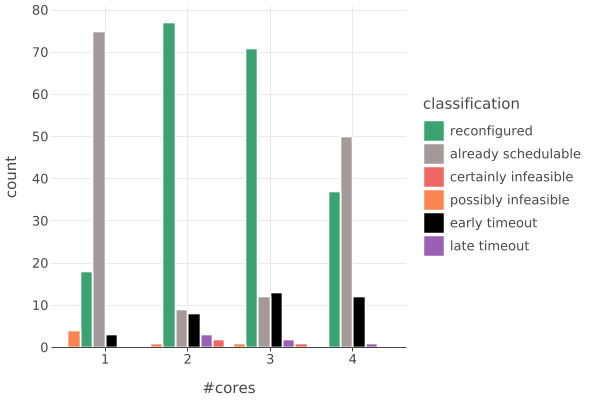 80
70
60
50
40
30
20
10
0
count
1
2
3
4
#cores
classification
reconfigured
already schedulable
certainly infeasible
possibly infeasible
early timeout
late timeout